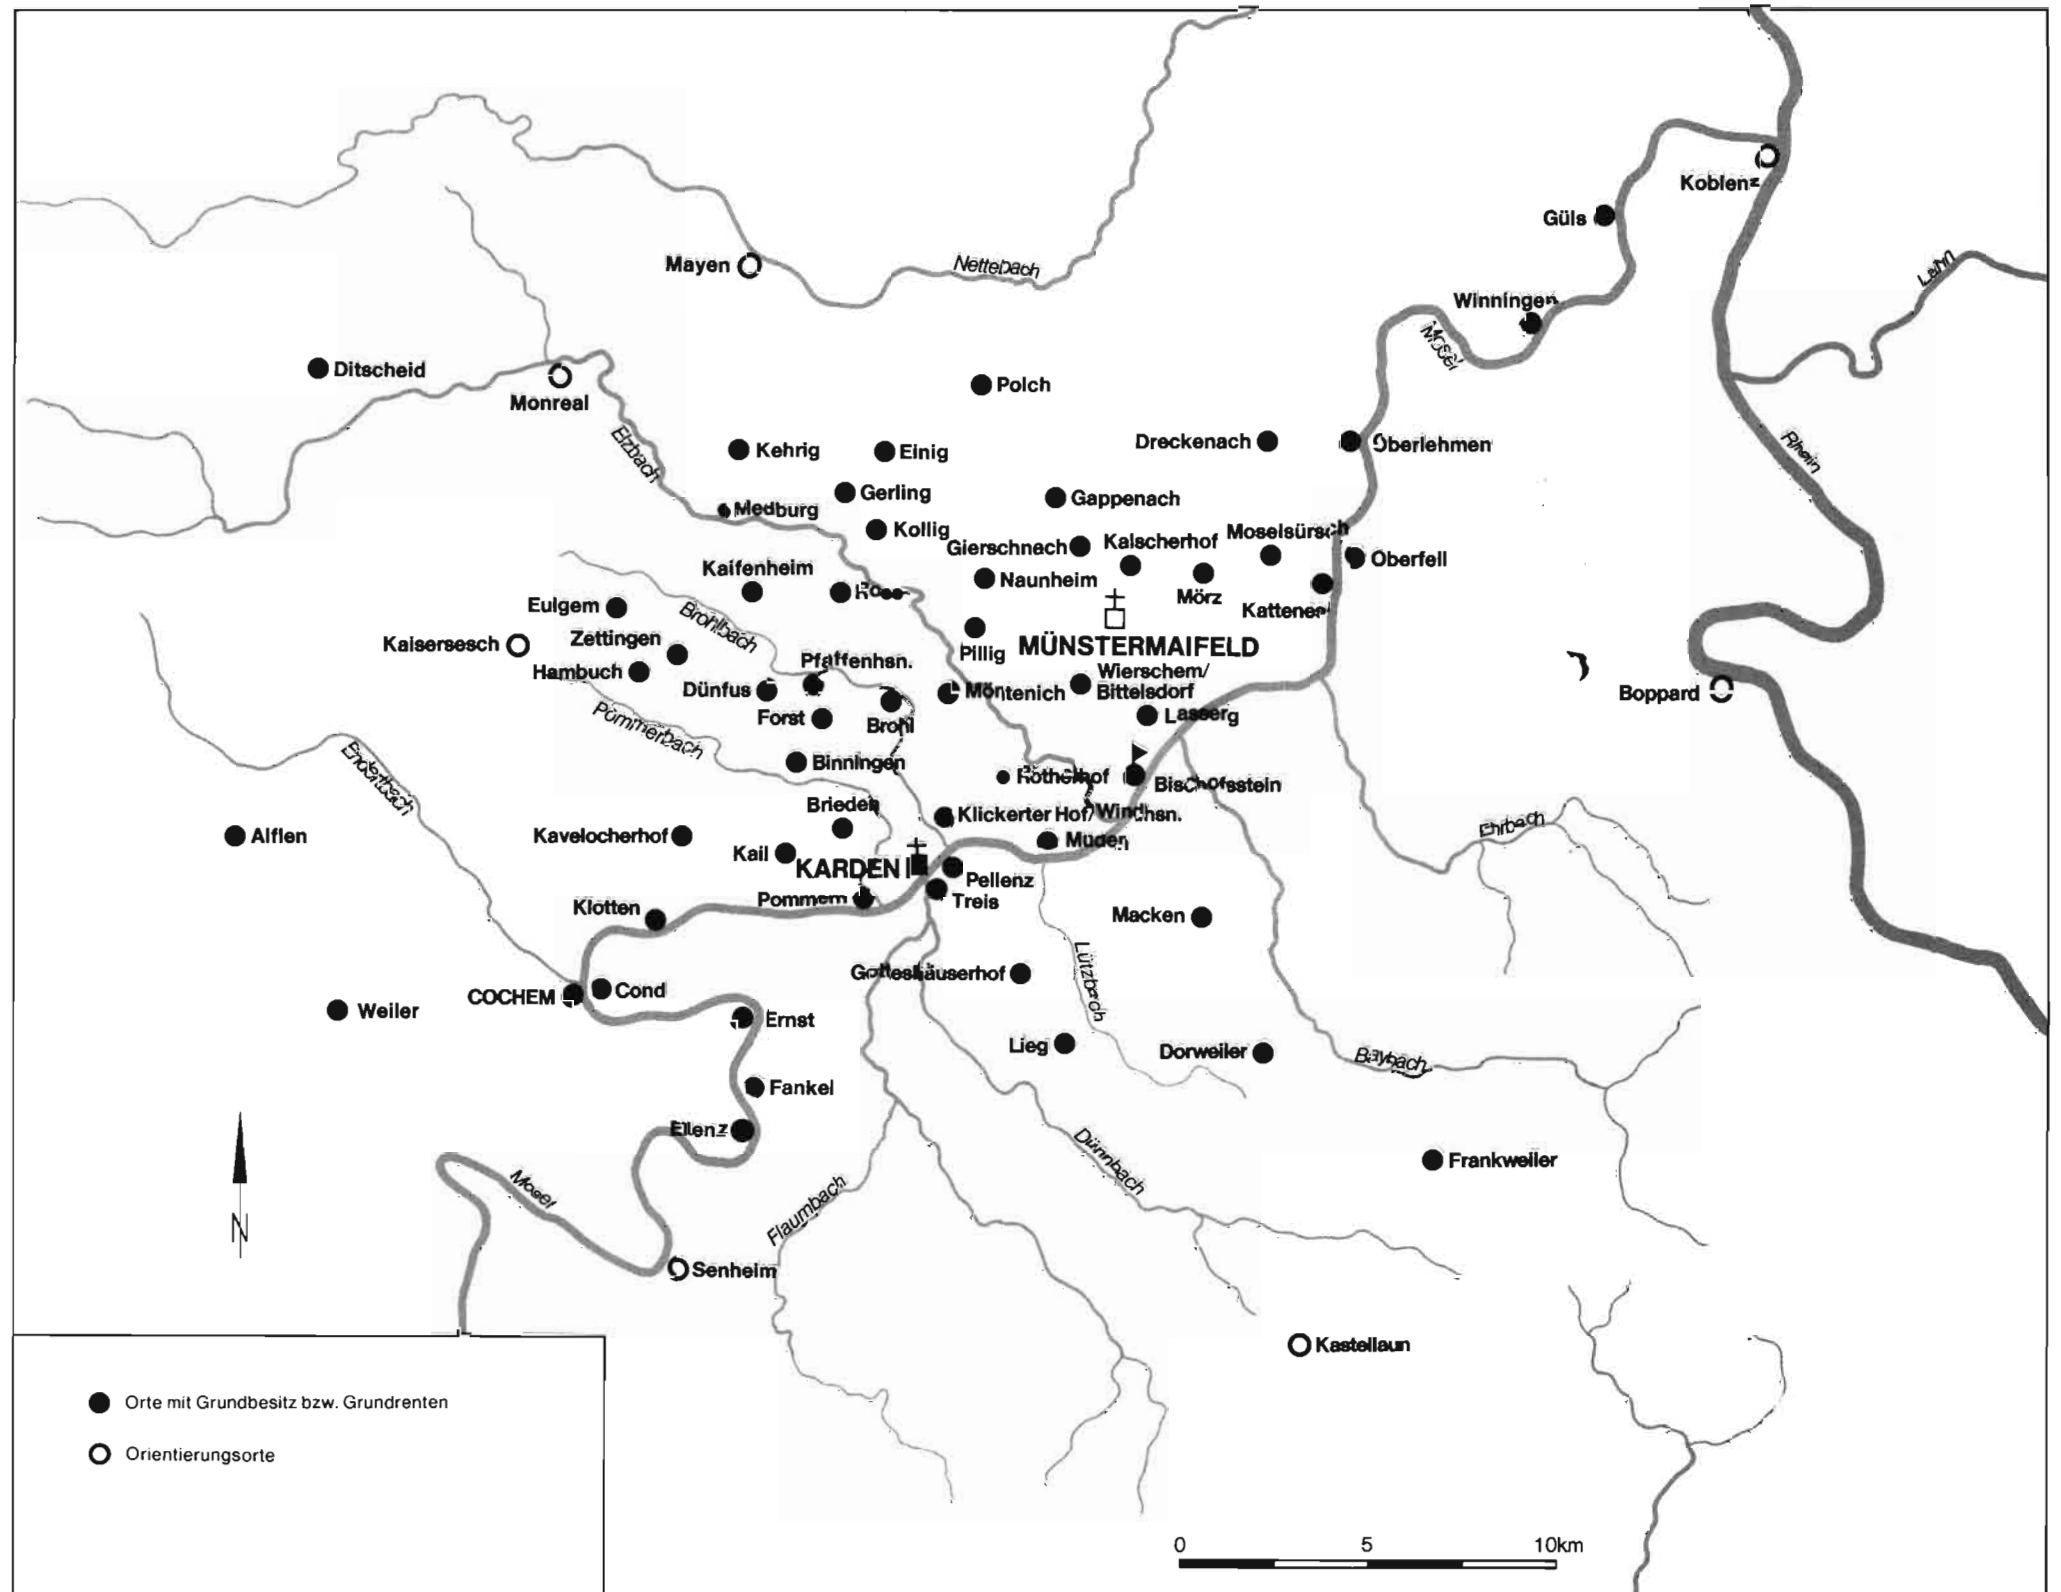 Koblenz
Güls
Lahn
Mayen
Nettebach
Winningen
Mosel
Ditscheid
Monreal
Polch
Rhein
Elzbach
Kehrig
Einig
Dreckenach
Oberlehmen
Gerling
Gappenach
Medburg
Kollig
Moselsürsch
Gierschnach
Kalscherhof
Oberfell
Kaifenheim
Naunheim
Mörz
Eulgem
Kattenes
Brohlbach
Zettingen
Kaisersesch
MÜNSTERMAIFELD
Pillig
Pfaffenhsn.
Hambuch
Wierschem/
Bittelsdorf
Dünfus
Möntenich
Boppard
Forst
Brohl
Lasserg
Pommerbach
Binningen
Rötherhof
Bischofsstein
Endertbach
Brieden
Klickerter Hof/Windhsn.
Ehrbach
Alflen
Kavelocherhof
Müden
Kail
KARDEN
Pellenz
Pommern
Treis
Klotten
Macken
Gotteshäuserhof
Lützbach
COCHEM
Cond
Weiler
Ernst
Lieg
Dorweiler
Baybach
Fankel
Ellenz
Dünnbach
Frankweiler
Mosel
Flaumbach
N
Senheim
Kastellaun
Orte mit Grundbesitz bzw. Grundrenten
Orientierungsorte
0 5 10km